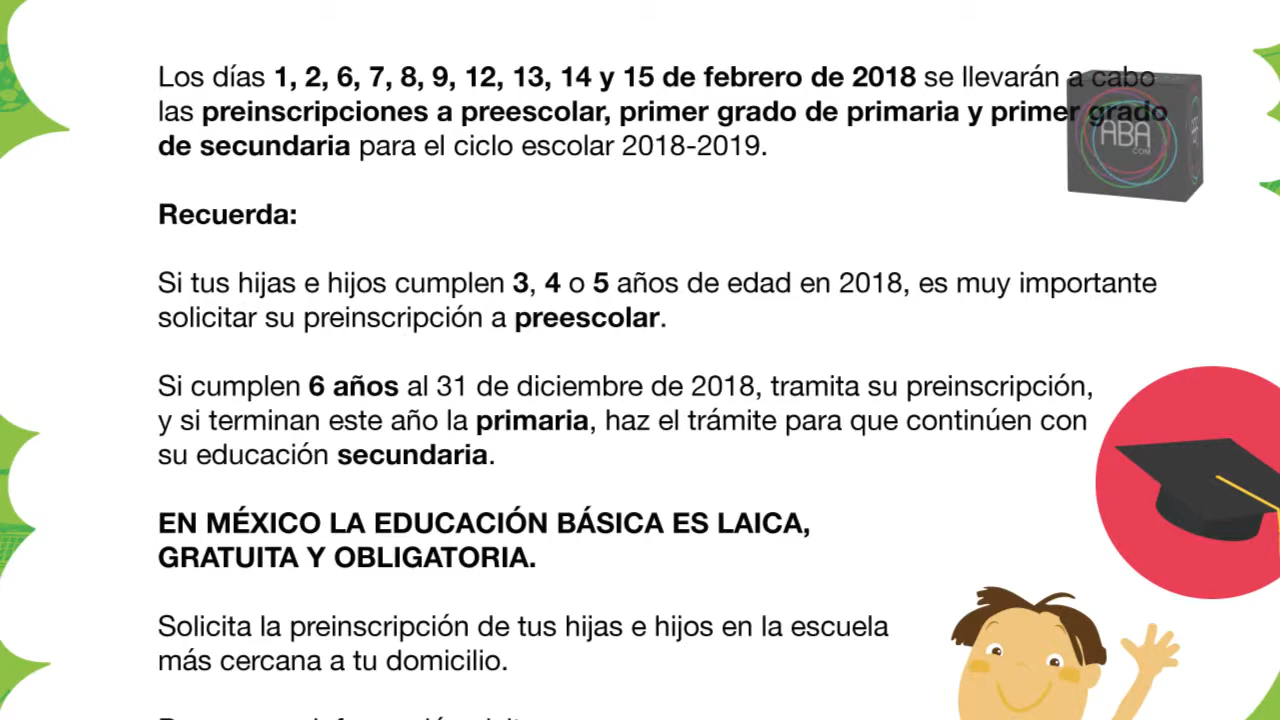 Los días 1, 2, 6, 7, 8, 9, 12, 13, 14 y 15 de febrero de 2018 se llevarán a cabo
las preinscripciones a preescolar, primer grado de primaria y primer grado
de secundaria para el ciclo escolar 2018-2019.
ABA
COM
Recuerda:
Si tus hijas e hijos cumplen 3, 4 o 5 años de edad en 2018, es muy importante
solicitar su preinscripción a preescolar.
Si cumplen 6 años al 31 de diciembre de 2018, tramita su preinscripción,
y si terminan este año la primaria, haz el trámite para que continúen con
su educación secundaria.
EN MÉXICO LA EDUCACIÓN BÁSICA ES LAICA,
GRATUITA Y OBLIGATORIA.
Solicita la preinscripción de tus hijas e hijos en la escuela
más cercana a tu domicilio.